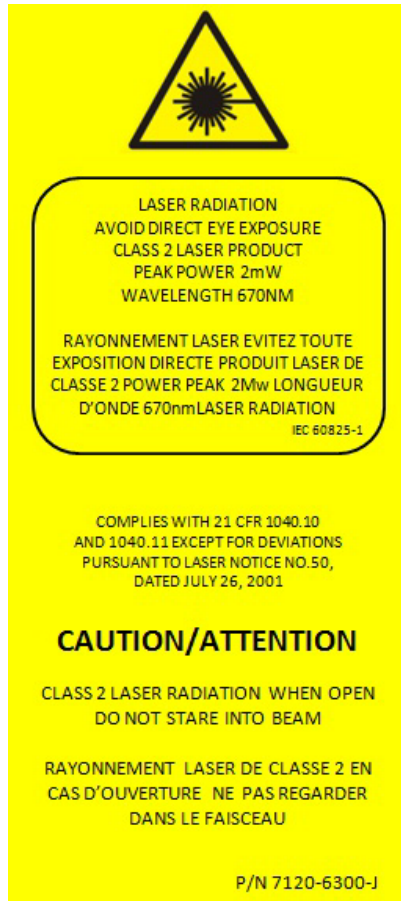 LASER RADIATION
AVOID DIRECT EYE EXPOSURE
CLASS 2 LASER PRODUCT
PEAK POWER 2mW
WAVELENGTH 670NM
RAYONNEMENT LASER EVITEZ TOUTE
EXPOSITION DIRECTE PRODUIT LASER DE
CLASSE 2 POWER PEAK 2Mw LONGUEUR
D'ONDE 670nmLASER RADIATION
IEC 60825-1
COMPLIES WITH 21 CFR 1040.10
AND 1040.11 EXCEPT FOR DEVIATIONS
PURSUANT TO LASER NOTICE NO.50,
DATED JULY 26, 2001
CAUTION/ATTENTION
CLASS 2 LASER RADIATION WHEN OPEN
DO NOT STARE INTO BEAM
RAYONNEMENT LASER DE CLASSE 2 EN
CAS D'OUVERTURE NE PAS REGARDER
DANS LE FAISCEAU
P/N 7120-6300-J